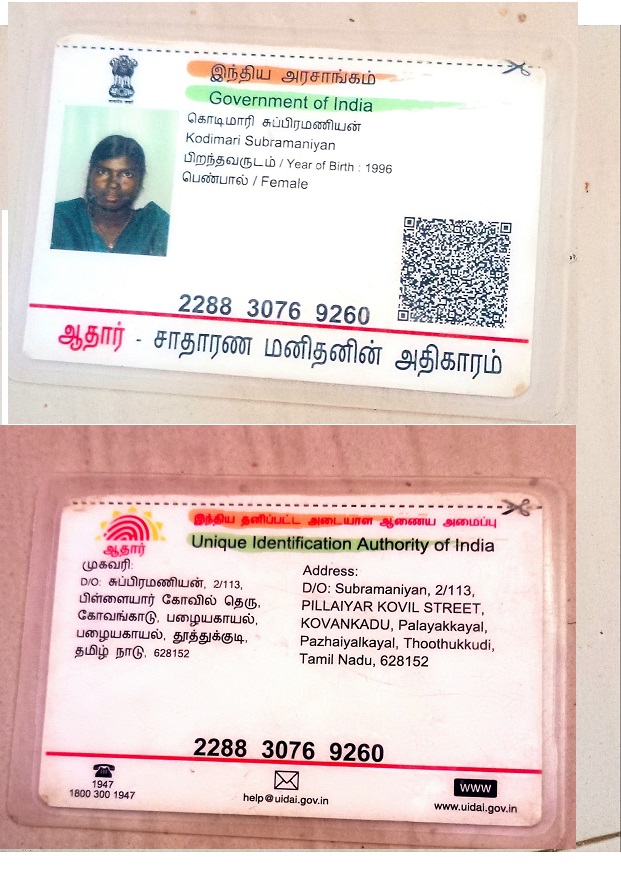 இந்திய அரசாங்கம்
Government of India
கொடிமாரி சுப்பிரமணியன்
Kodimari Subramaniyan
பிறந்தவருடம் / Year of Birth : 1996
பெண்பால் / Female
2288 3076 9260
ஆதார் - சாதாரண மனிதனின் அதிகாரம்
இந்திய தனிப்பட்ட அடையாள ஆணைய அமைப்பு
Unique Identification Authority of India
ஆதார்
முகவரி:
D/O: சுப்பிரமணியன், 2/113,
பிள்ளையார் கோவில் தெரு,
கோவங்காடு, பழையகாயல்,
பழையகாயல், தூத்துக்குடி,
தமிழ் நாடு, 628152
Address:
D/O: Subramaniyan, 2/113,
PILLAIYAR KOVIL STREET,
KOVANKADU, Palayakkayal,
Pazhaiyalkayal, Thoothukkudi,
Tamil Nadu, 628152
2288 3076 9260
1947
1800 300 1947
help@uidai.gov.in
www
www.uidai.gov.in